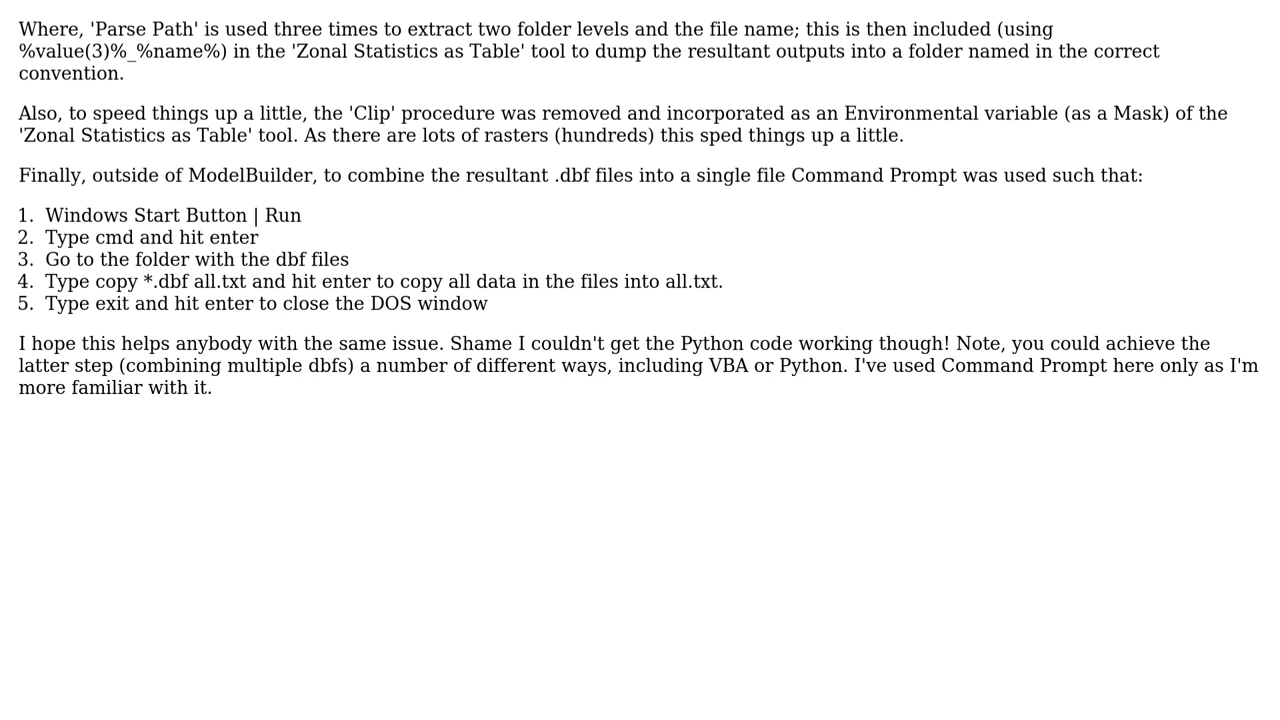 Where, 'Parse Path' is used three times to extract two folder levels and the file name; this is then included (using
%value(3)%_%name%) in the 'Zonal Statistics as Table' tool to dump the resultant outputs into a folder named in the correct
convention.
Also, to speed things up a little, the 'Clip' procedure was removed and incorporated as an Environmental variable (as a Mask) of the
'Zonal Statistics as Table' tool. As there are lots of rasters (hundreds) this sped things up a little.
Finally, outside of ModelBuilder, to combine the resultant .dbf files into a single file Command Prompt was used such that:
1. Windows Start Button | Run
2. Type cmd and hit enter
3. Go to the folder with the dbf files
4. Type copy *.dbf all.txt and hit enter to copy all data in the files into all.txt.
5. Type exit and hit enter to close the DOS window
I hope this helps anybody with the same issue. Shame I couldn't get the Python code working though! Note, you could achieve the
latter step (combining multiple dbfs) a number of different ways, including VBA or Python. I've used Command Prompt here only as I'm
more familiar with it.